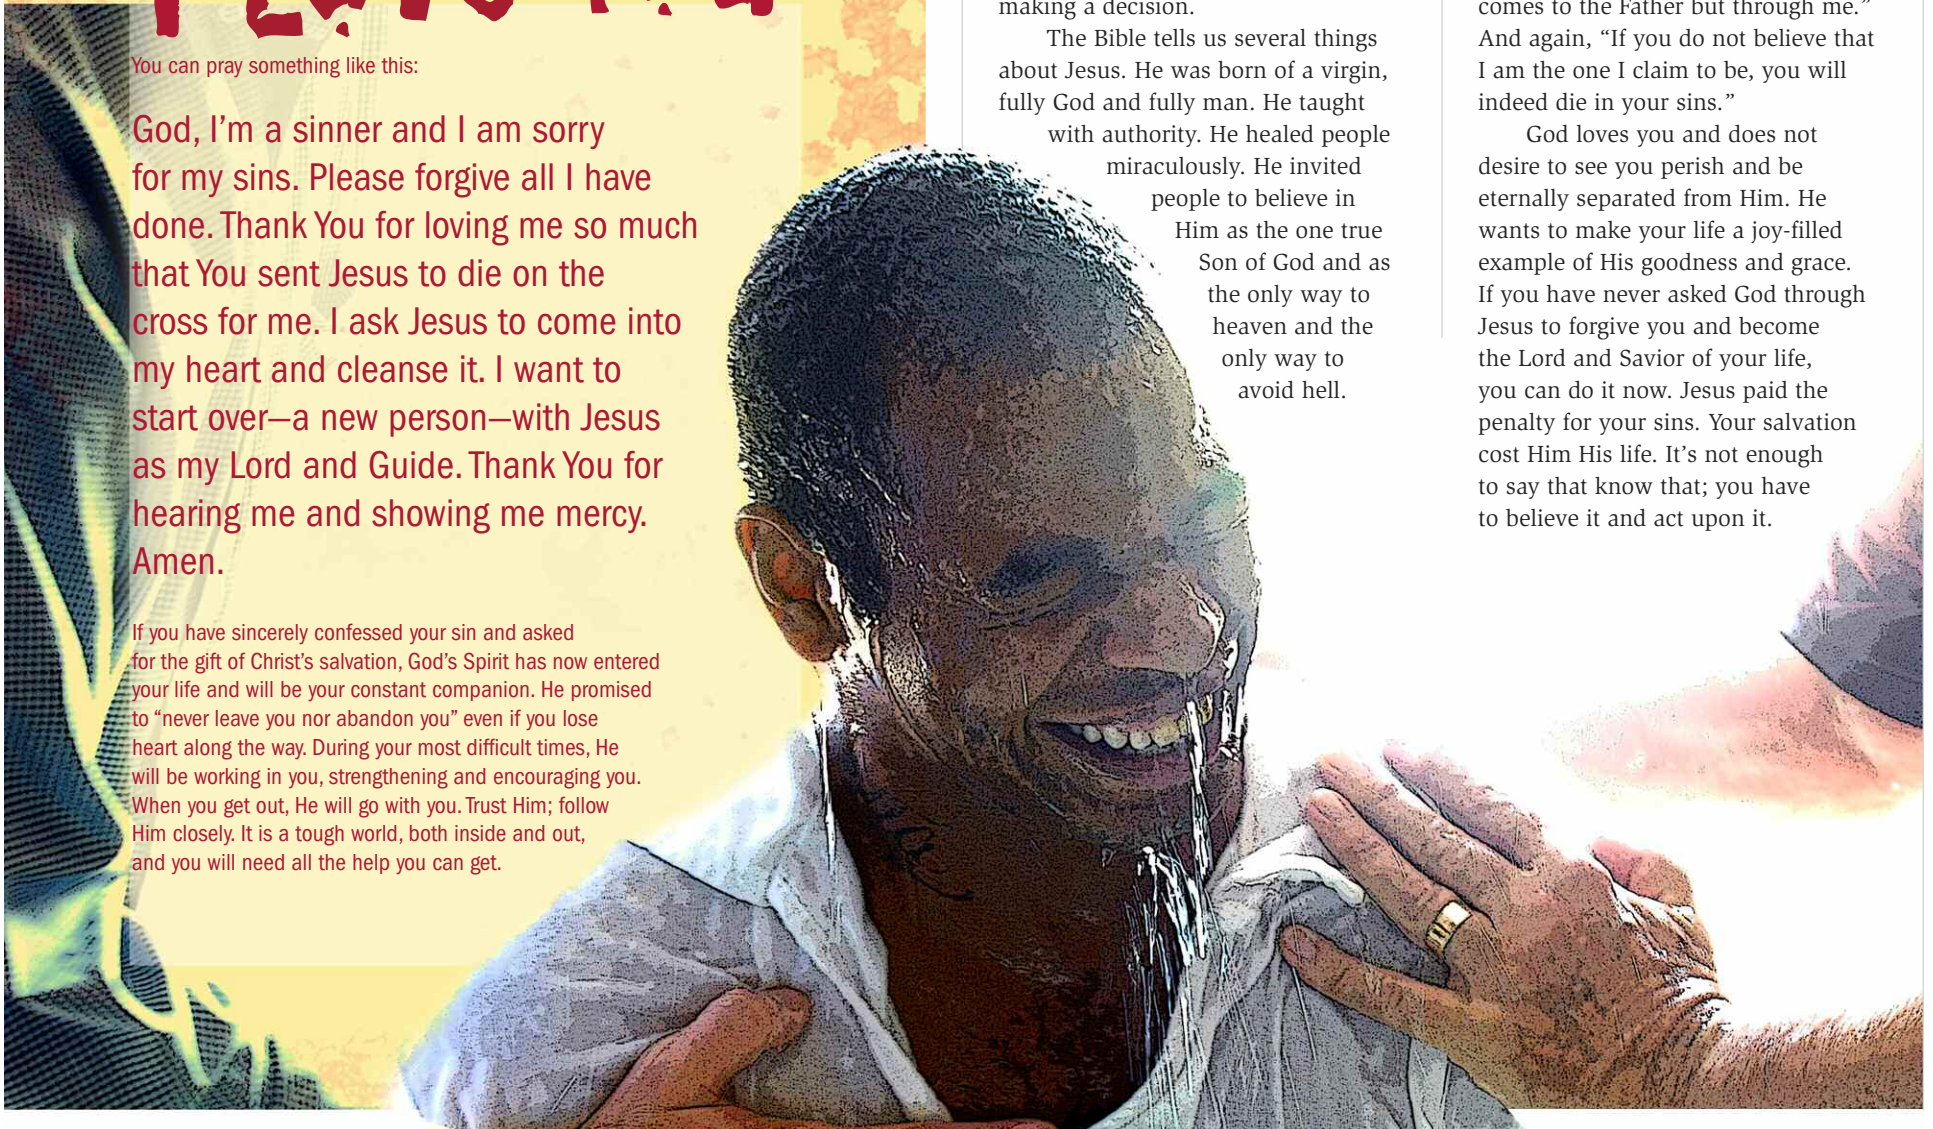 You can pray something like this:
God, I’m a sinner and I am sorry
for my sins. Please forgive all I have
done. Thank You for loving me so much
that You sent Jesus to die on the
cross for me. I ask Jesus to come into
my heart and cleanse it. I want to
start over—a new person—with Jesus
as my Lord and Guide. Thank You for
hearing me and showing me mercy.
Amen.
If you have sincerely confessed your sin and asked
for the gift of Christ’s salvation, God’s Spirit has now entered
your life and will be your constant companion. He promised
to “never leave you nor abandon you” even if you lose
heart along the way. During your most difficult times, He
will be working in you, strengthening and encouraging you.
When you get out, He will go with you. Trust Him; follow
Him closely. It is a tough world, both inside and out,
and you will need all the help you can get.
making a decision.
The Bible tells us several things
about Jesus. He was born of a virgin,
fully God and fully man. He taught
with authority. He healed people
miraculously. He invited
people to believe in
Him as the one true
Son of God and as
the only way to
heaven and the
only way to
avoid hell.
comes to the Father but through me.”
And again, “If you do not believe that
I am the one I claim to be, you will
indeed die in your sins.”
God loves you and does not
desire to see you perish and be
eternally separated from Him. He
wants to make your life a joy-filled
example of His goodness and grace.
If you have never asked God through
Jesus to forgive you and become
the Lord and Savior of your life,
you can do it now. Jesus paid the
penalty for your sins. Your salvation
cost Him His life. It’s not enough
to say that know that; you have
to believe it and act upon it.